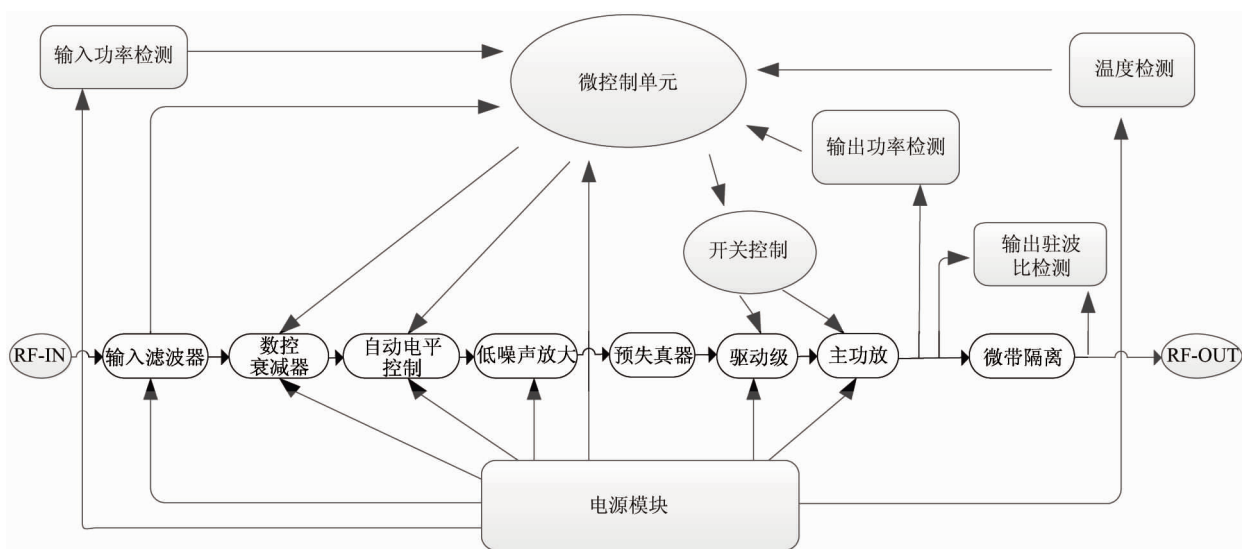 输入功率检测
微控制单元
温度检测
输出功率检测
开关控制
输出驻波
比检测
RF-IN
输入滤波器
数控
衰减器
自动电平
控制
低噪声放大
预失真器
驱动级
主功放
微带隔离
RF-OUT
电源模块